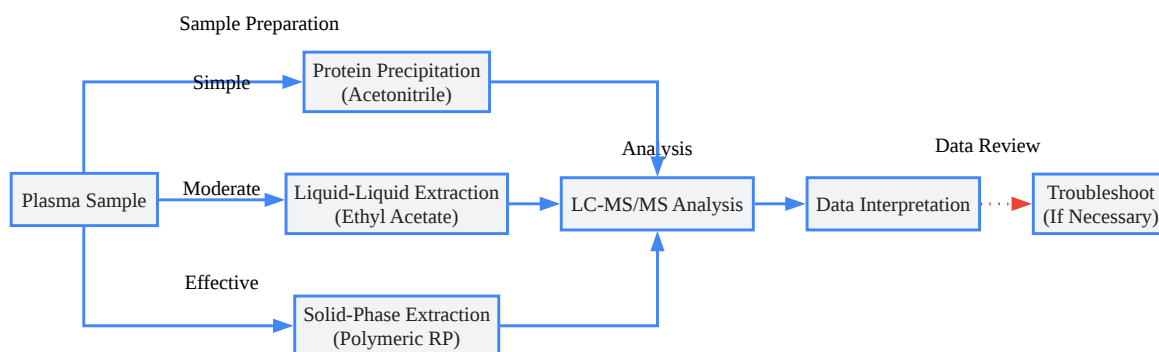 Sample Preparation
Simple
Protein Precipitation
(Acetonitrile)
Analysis
Data Review
Plasma Sample
Moderate
Liquid-Liquid Extraction
(Ethyl Acetate)
LC-MS/MS Analysis
Data Interpretation
Troubleshoot
(If Necessary)
Effective
Solid-Phase Extraction
(Polymeric RP)